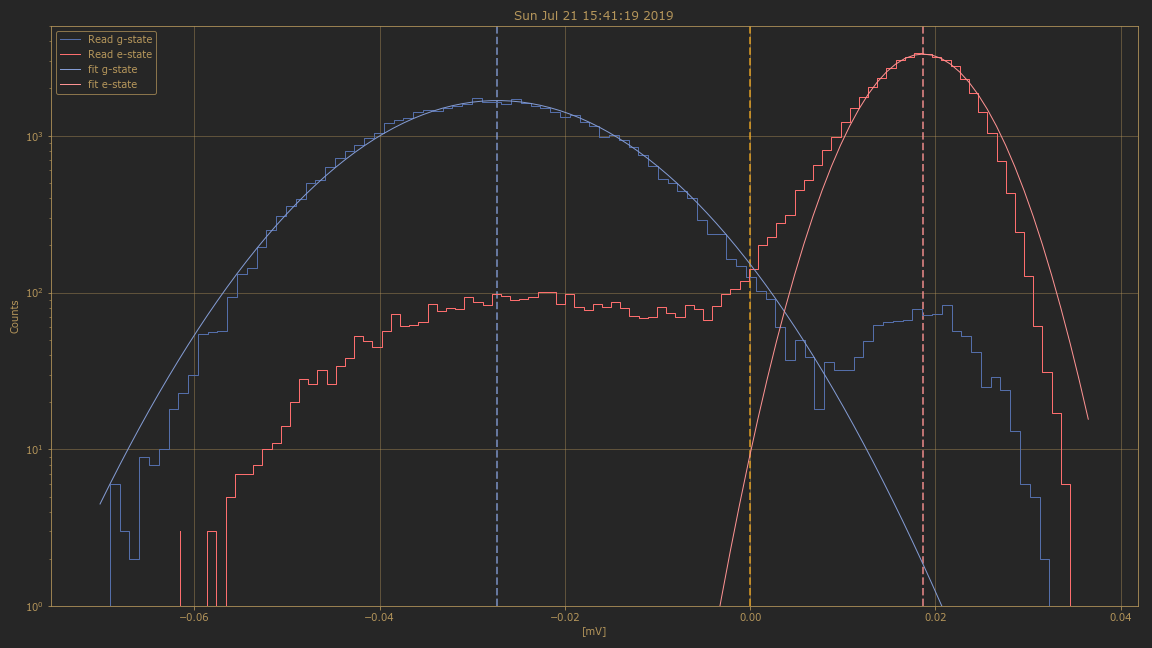 Sun Jul 21 15:41:19 2019
Read g-state
Read e-state
fit g-state
fit e-state
Counts
10³
10²
10¹
10⁰
−0.06 −0.04 −0.02 0.00 0.02 0.04
[mV]